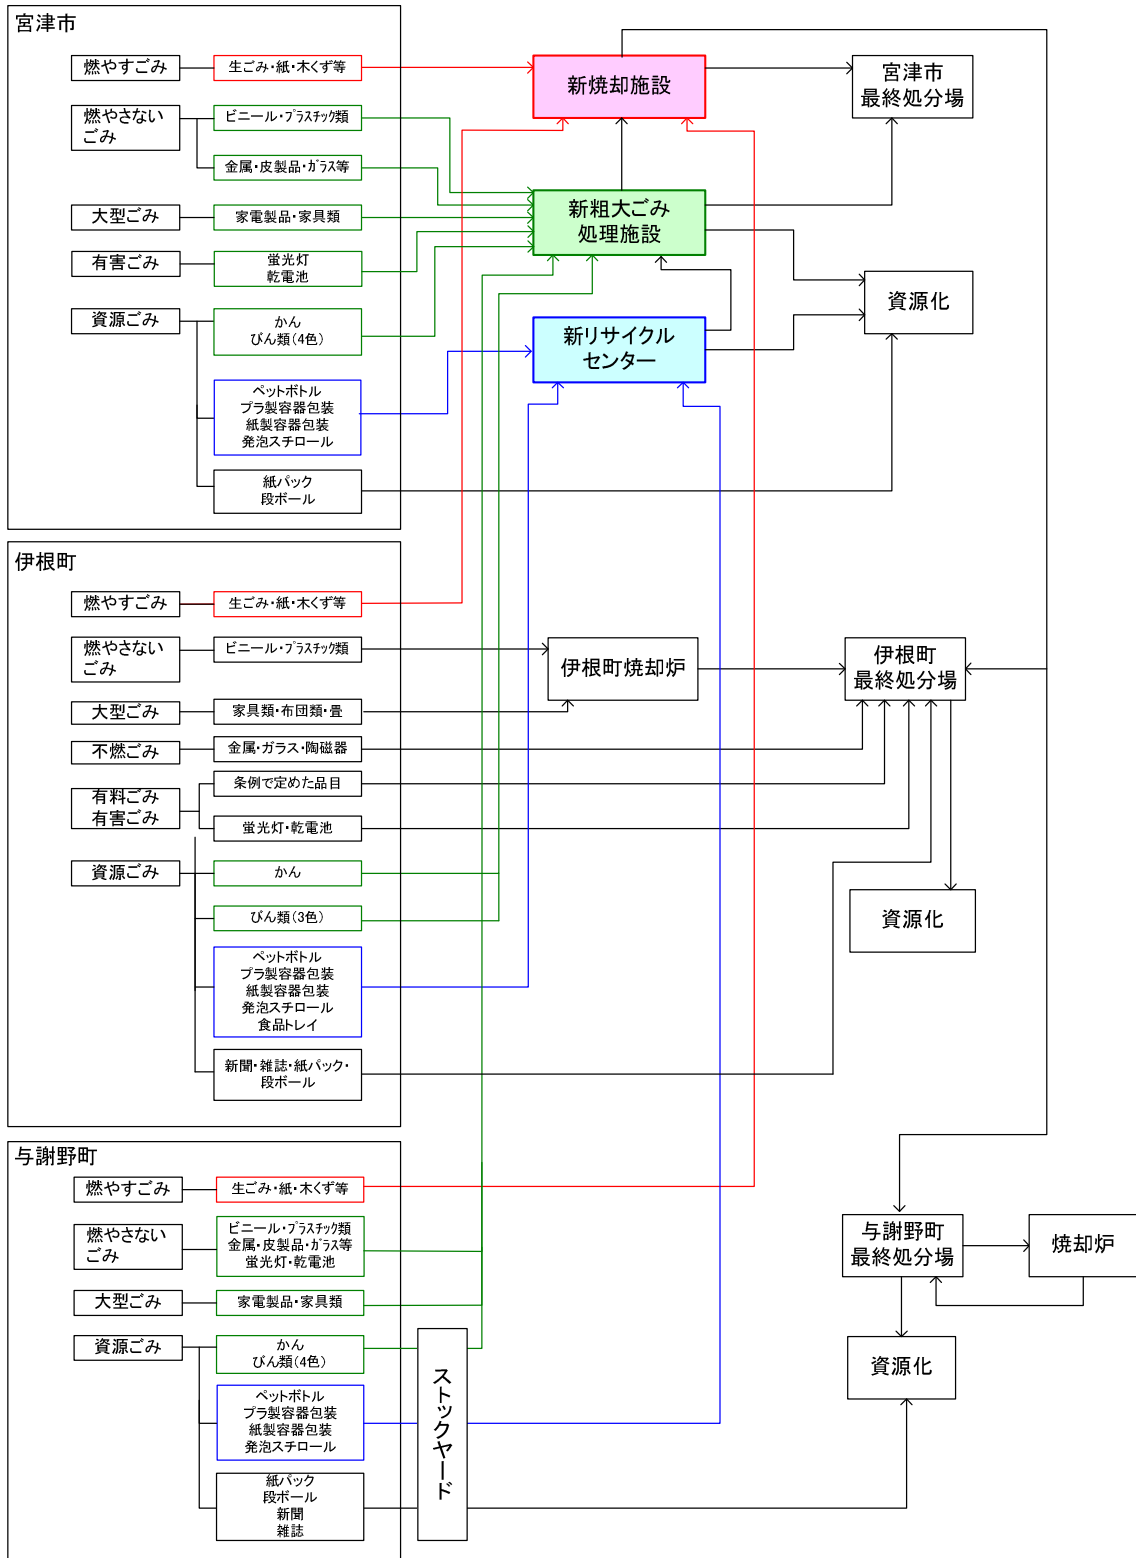 宮津市
燃やすごみ
生ごみ・紙・木くず等
燃やさない
ごみ
ビニール・プラスチック類
金属・皮製品・ガラス等
大型ごみ
家電製品・家具類
有害ごみ
蛍光灯
乾電池
資源ごみ
かん
びん類(4色)
ペットボトル
プラ製容器包装
紙製容器包装
発泡スチロール
紙パック
段ボール
新焼却施設
新粗大ごみ
処理施設
新リサイクル
センター
宮津市
最終処分場
資源化
伊根町
燃やすごみ
生ごみ・紙・木くず等
燃やさない
ごみ
ビニール・プラスチック類
大型ごみ
家具類・布団類・畳
不燃ごみ
金属・ガラス・陶磁器
有料ごみ
有害ごみ
条例で定めた品目
蛍光灯・乾電池
資源ごみ
かん
びん類(3色)
ペットボトル
プラ製容器包装
紙製容器包装
発泡スチロール
食品トレイ
新聞・雑誌・紙パック・
段ボール
伊根町焼却炉
伊根町
最終処分場
資源化
与謝野町
燃やすごみ
生ごみ・紙・木くず等
燃やさない
ごみ
ビニール・プラスチック類
金属・皮製品・ガラス等
蛍光灯・乾電池
大型ごみ
家電製品・家具類
資源ごみ
かん
びん類(4色)
ペットボトル
プラ製容器包装
紙製容器包装
発泡スチロール
紙パック
段ボール
新聞
雑誌
ストックヤード
与謝野町
最終処分場
焼却炉
資源化